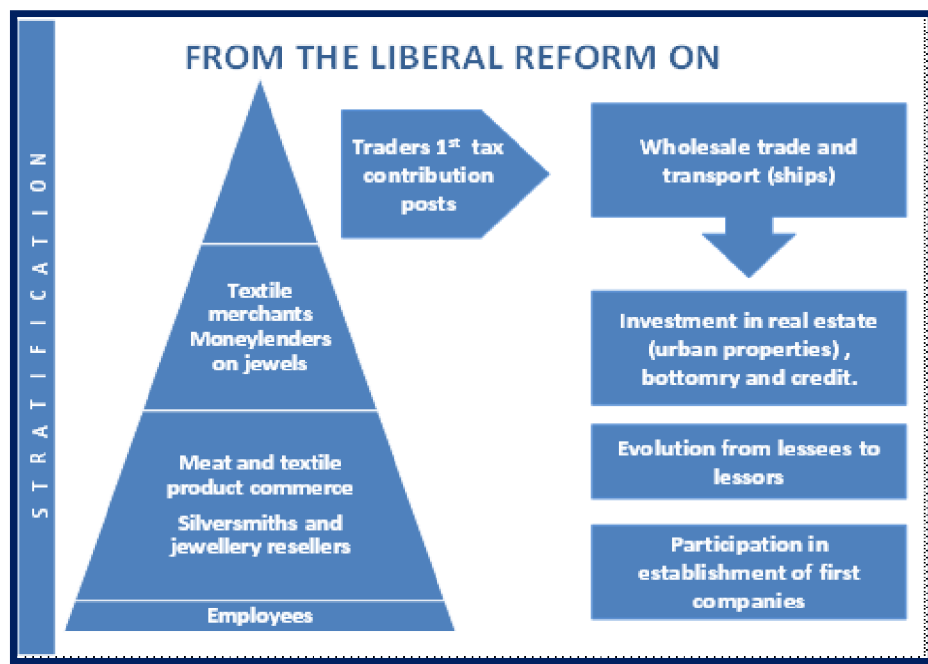 FROM THE LIBERAL REFORM ON
STRATIFICATION
Traders 1st tax
contribution
posts
Wholesale trade and
transport (ships)
Textile
merchants
Moneylenders
on jewels
Investment in real estate
(urban properties) ,
bottomry and credit.
Meat and textile
product commerce
Silversmiths and
jewellery resellers
Evolution from lessees to
lessors
Participation in
establishment of first
companies
Employees